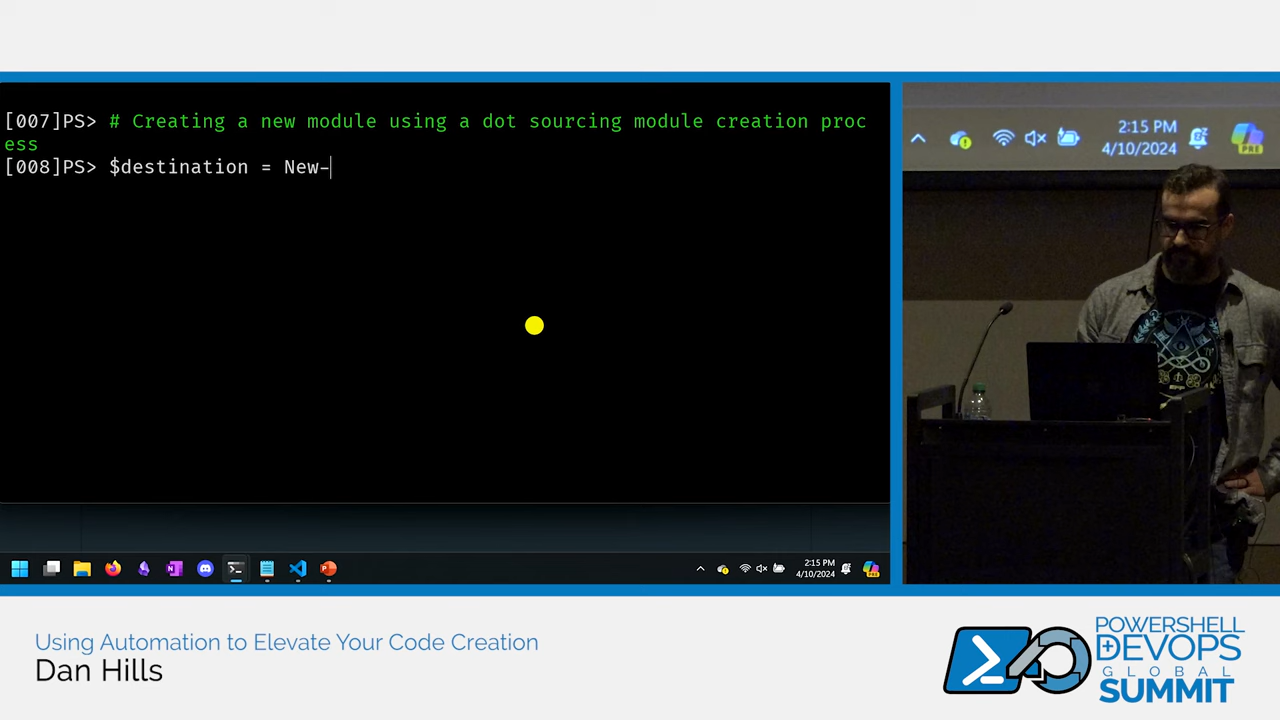 [007]PS> # Creating a new module using a dot sourcing module creation proc
ess
[008]PS> $destination = New-
2:15 PM
4/10/2024
PRE
2:15 PM
4/10/2024
Using Automation to Elevate Your Code Creation
Dan Hills
POWERSHELL
DEVOPS
GLOBAL
SUMMIT